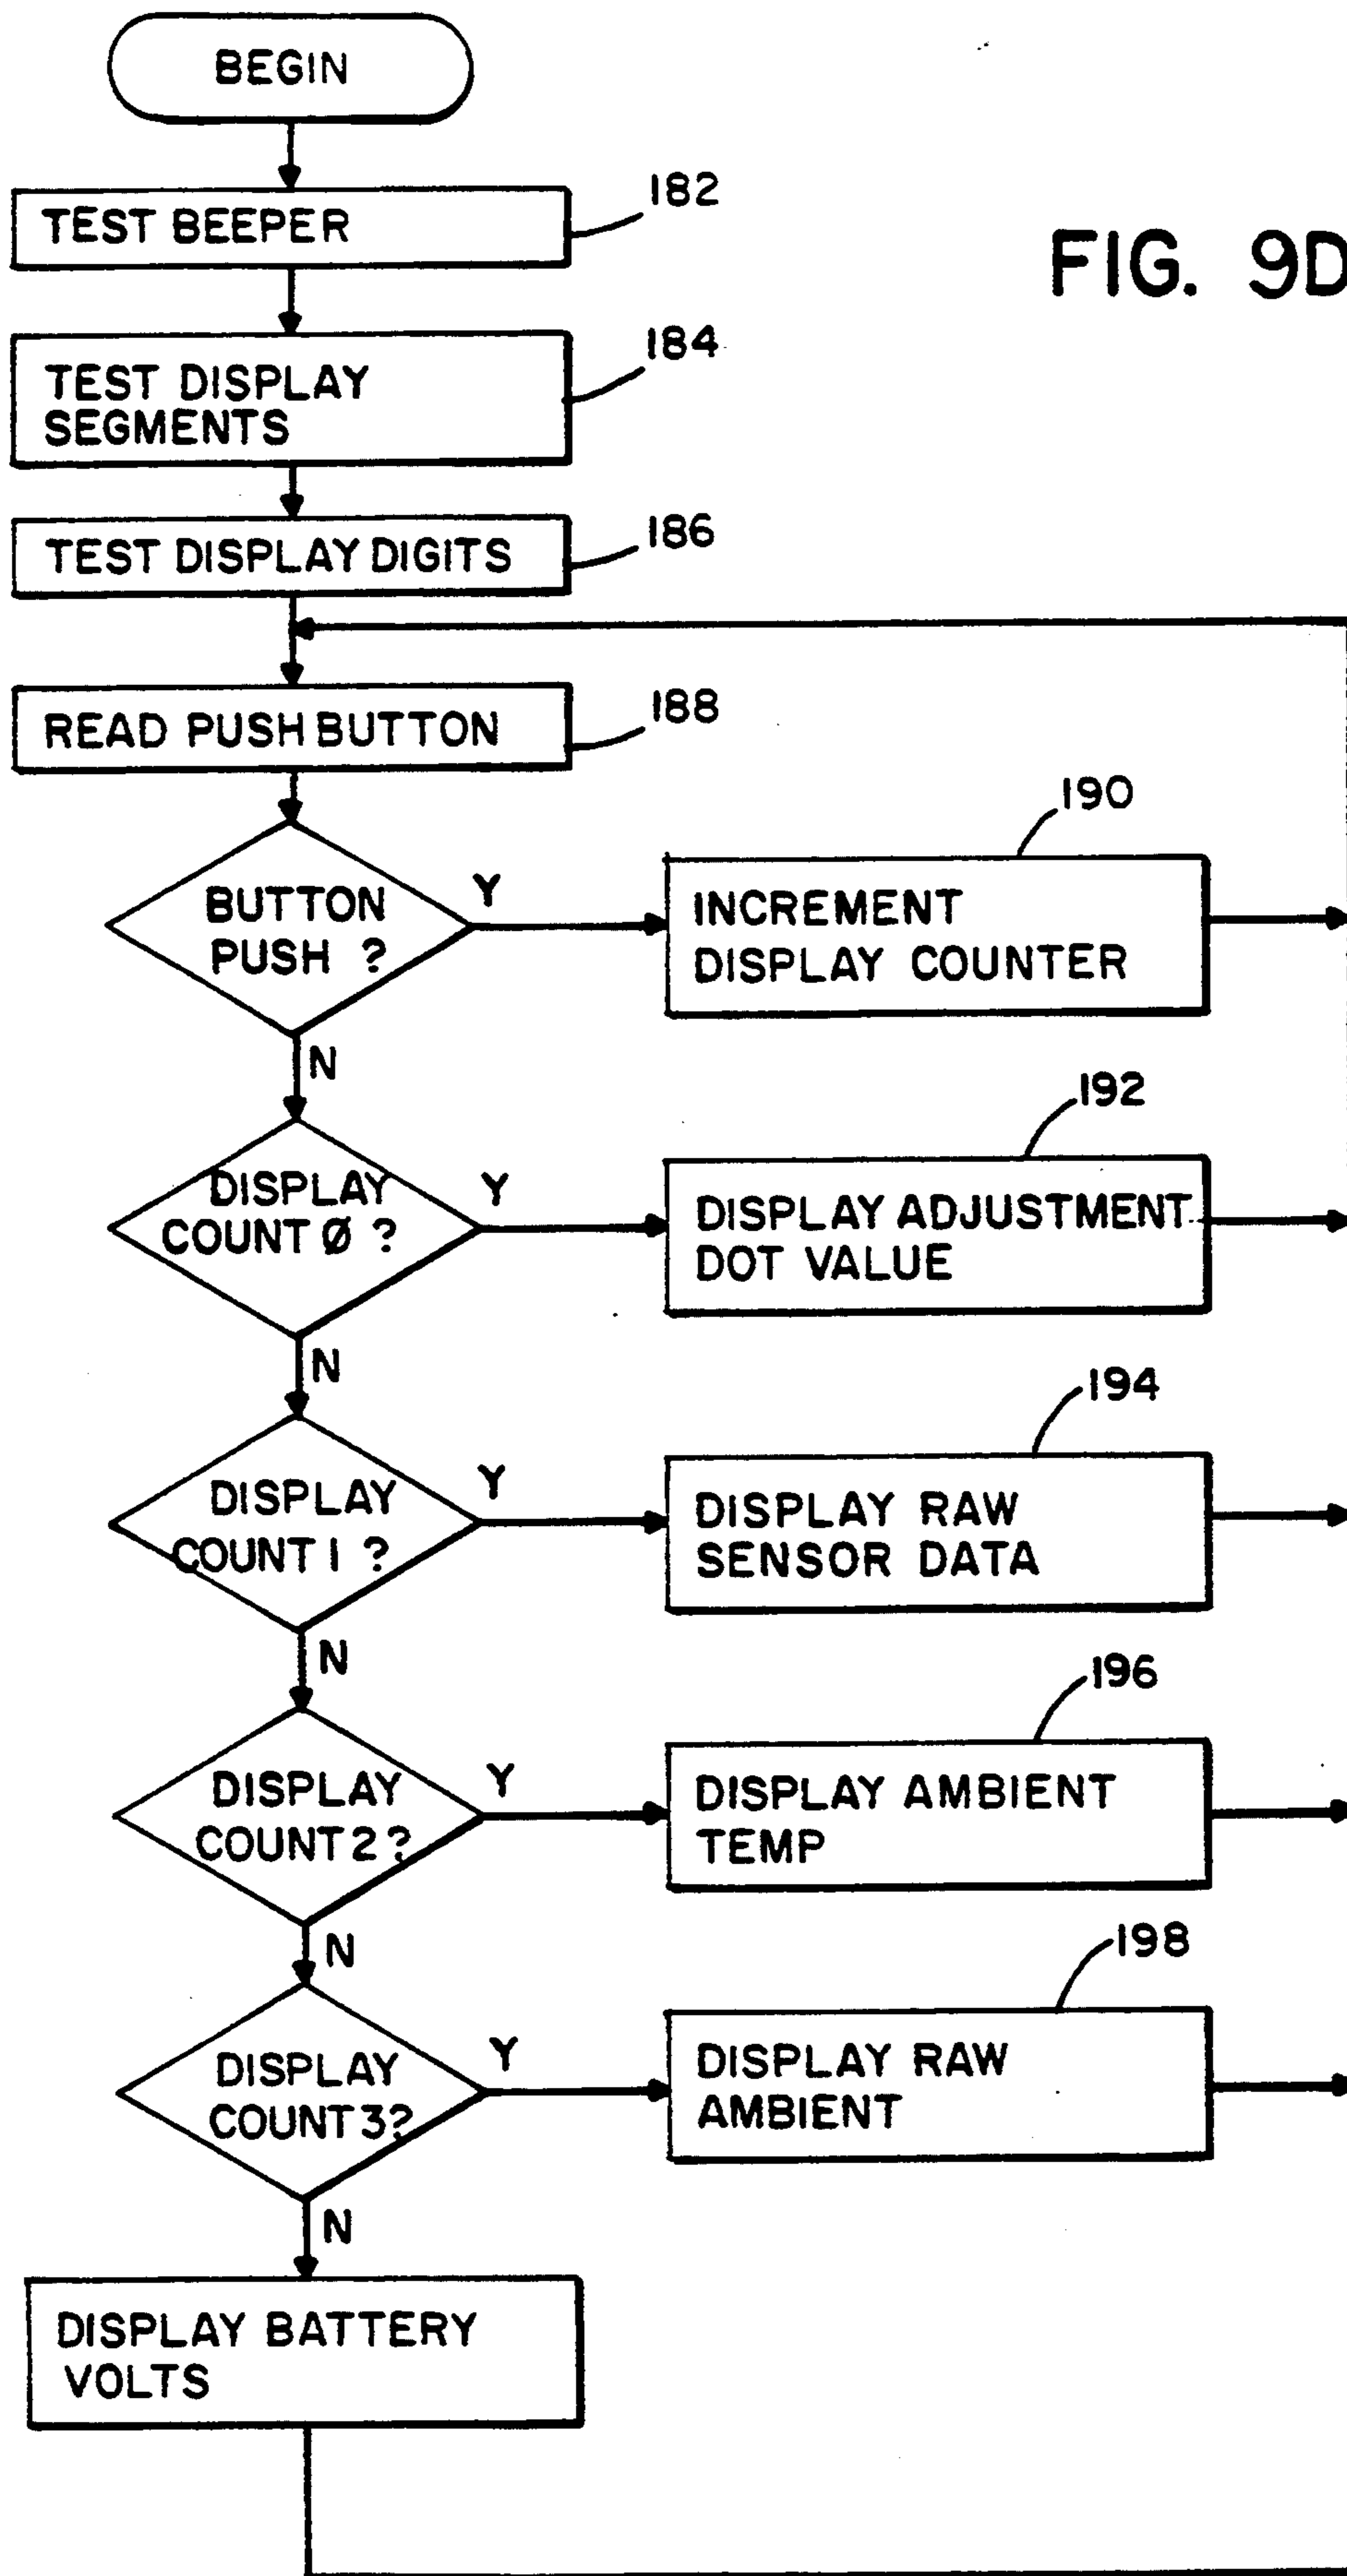 BEGIN
TEST BEEPER
182
FIG. 9D
TEST DISPLAY
SEGMENTS
184
TEST DISPLAY DIGITS
186
READ PUSH BUTTON
188
BUTTON
PUSH ?
Y
N
INCREMENT
DISPLAY COUNTER
190
DISPLAY
COUNT Ø ?
Y
N
DISPLAY ADJUSTMENT
DOT VALUE
192
DISPLAY
COUNT 1 ?
Y
N
DISPLAY RAW
SENSOR DATA
194
DISPLAY
COUNT 2 ?
Y
N
DISPLAY AMBIENT
TEMP
196
DISPLAY
COUNT 3?
Y
N
DISPLAY RAW
AMBIENT
198
DISPLAY BATTERY
VOLTS